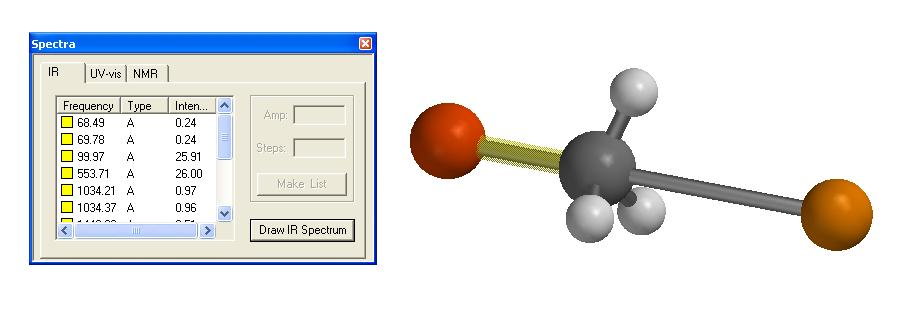 Spectra
IR UV-vis NMR
Frequency Type Inten...
68.49 A 0.24
69.78 A 0.24
99.97 A 25.91
553.71 A 26.00
1034.21 A 0.97
1034.37 A 0.96
Amp:
Steps:
Make List
Draw IR Spectrum